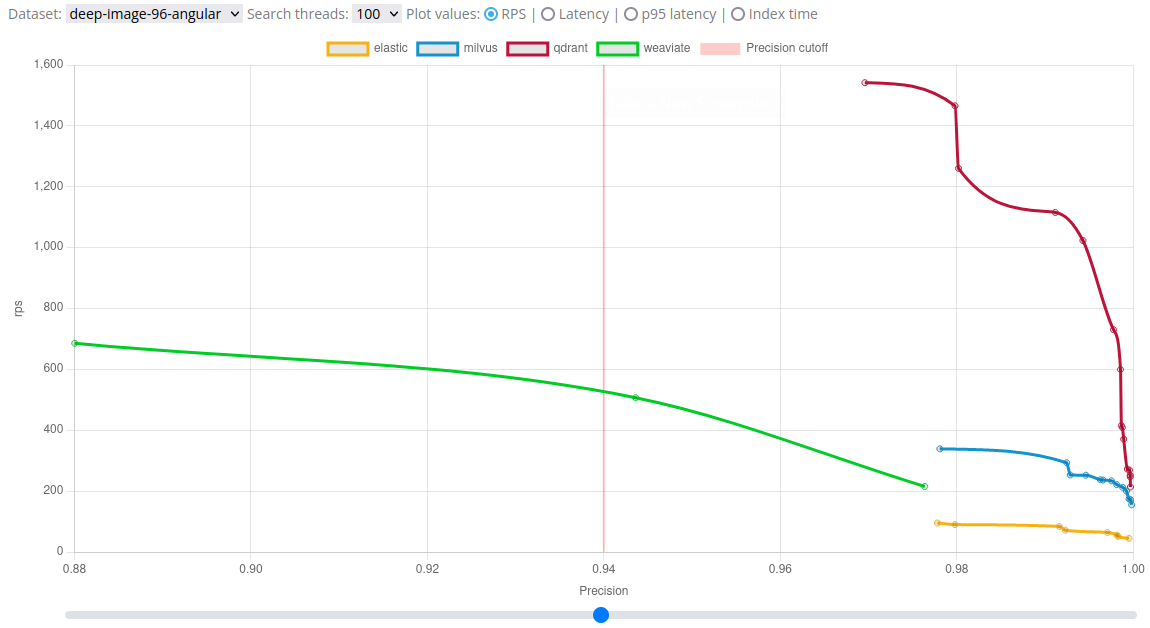 Dataset: deep-image-96-angular Search threads: 100 Plot values: RPS | Latency | p95 latency | Index time
elastic milvus qdrant weaviate Precision cutoff
1,600
1,400
1,200
1,000
800
600
400
200
0
rps
0.88 0.90 0.92 0.94 0.96 0.98 1.00
Precision